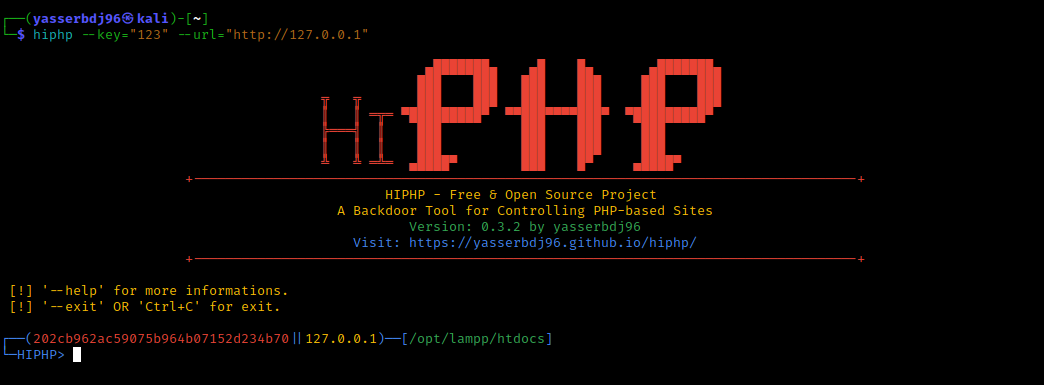 ┌──(yasserbdj96㉿kali)-[~]
└─$ hiphp --key="123" --url="http://127.0.0.1"
HIPHP
+──────────────────────────────+
HIPHP - Free & Open Source Project
A Backdoor Tool for Controlling PHP-based Sites
Version: 0.3.2 by yasserbdj96
Visit: https://yasserbdj96.github.io/hiphp/
+──────────────────────────────+
[!] '--help' for more informations.
[!] '--exit' OR 'Ctrl+C' for exit.
┌──(202cb962ac59075b964b07152d234b70||127.0.0.1)──[/opt/lampp/htdocs]
└─HIPHP>